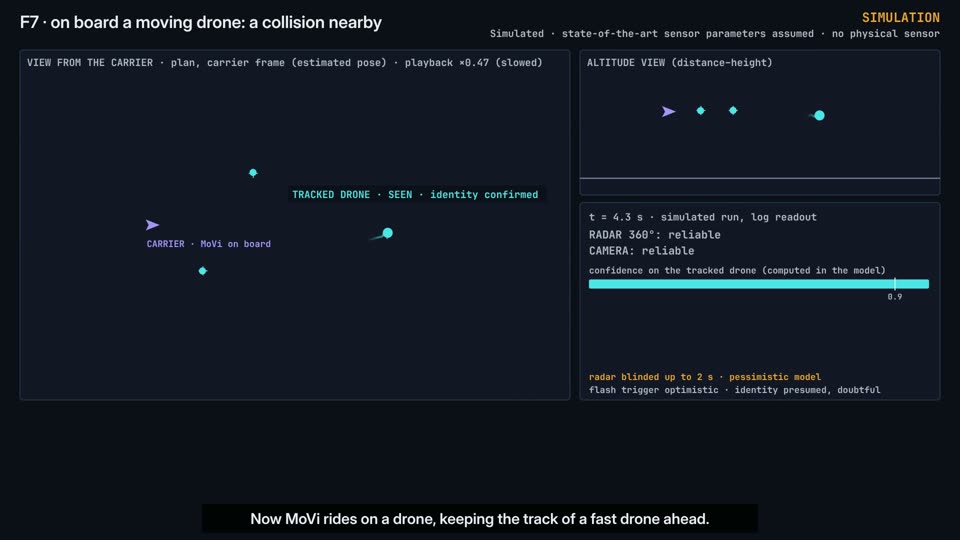 F7 · on board a moving drone: a collision nearby
SIMULATION
Simulated · state-of-the-art sensor parameters assumed · no physical sensor
VIEW FROM THE CARRIER · plan, carrier frame (estimated pose) · playback ×0.47 (slowed)
TRACKED DRONE · SEEN · identity confirmed
CARRIER · MoVi on board
ALTITUDE VIEW (distance-height)
t = 4.3 s · simulated run, log readout
RADAR 360°: reliable
CAMERA: reliable
confidence on the tracked drone (computed in the model)
0.9
radar blinded up to 2 s · pessimistic model
flash trigger optimistic · identity presumed, doubtful
Now MoVi rides on a drone, keeping the track of a fast drone ahead.